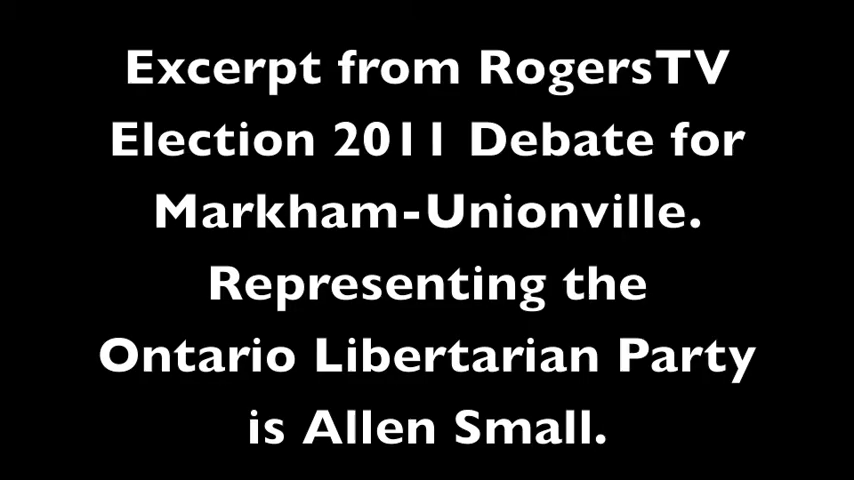 Excerpt from RogersTV
Election 2011 Debate for
Markham-Unionville.
Representing the
Ontario Libertarian Party
is Allen Small.